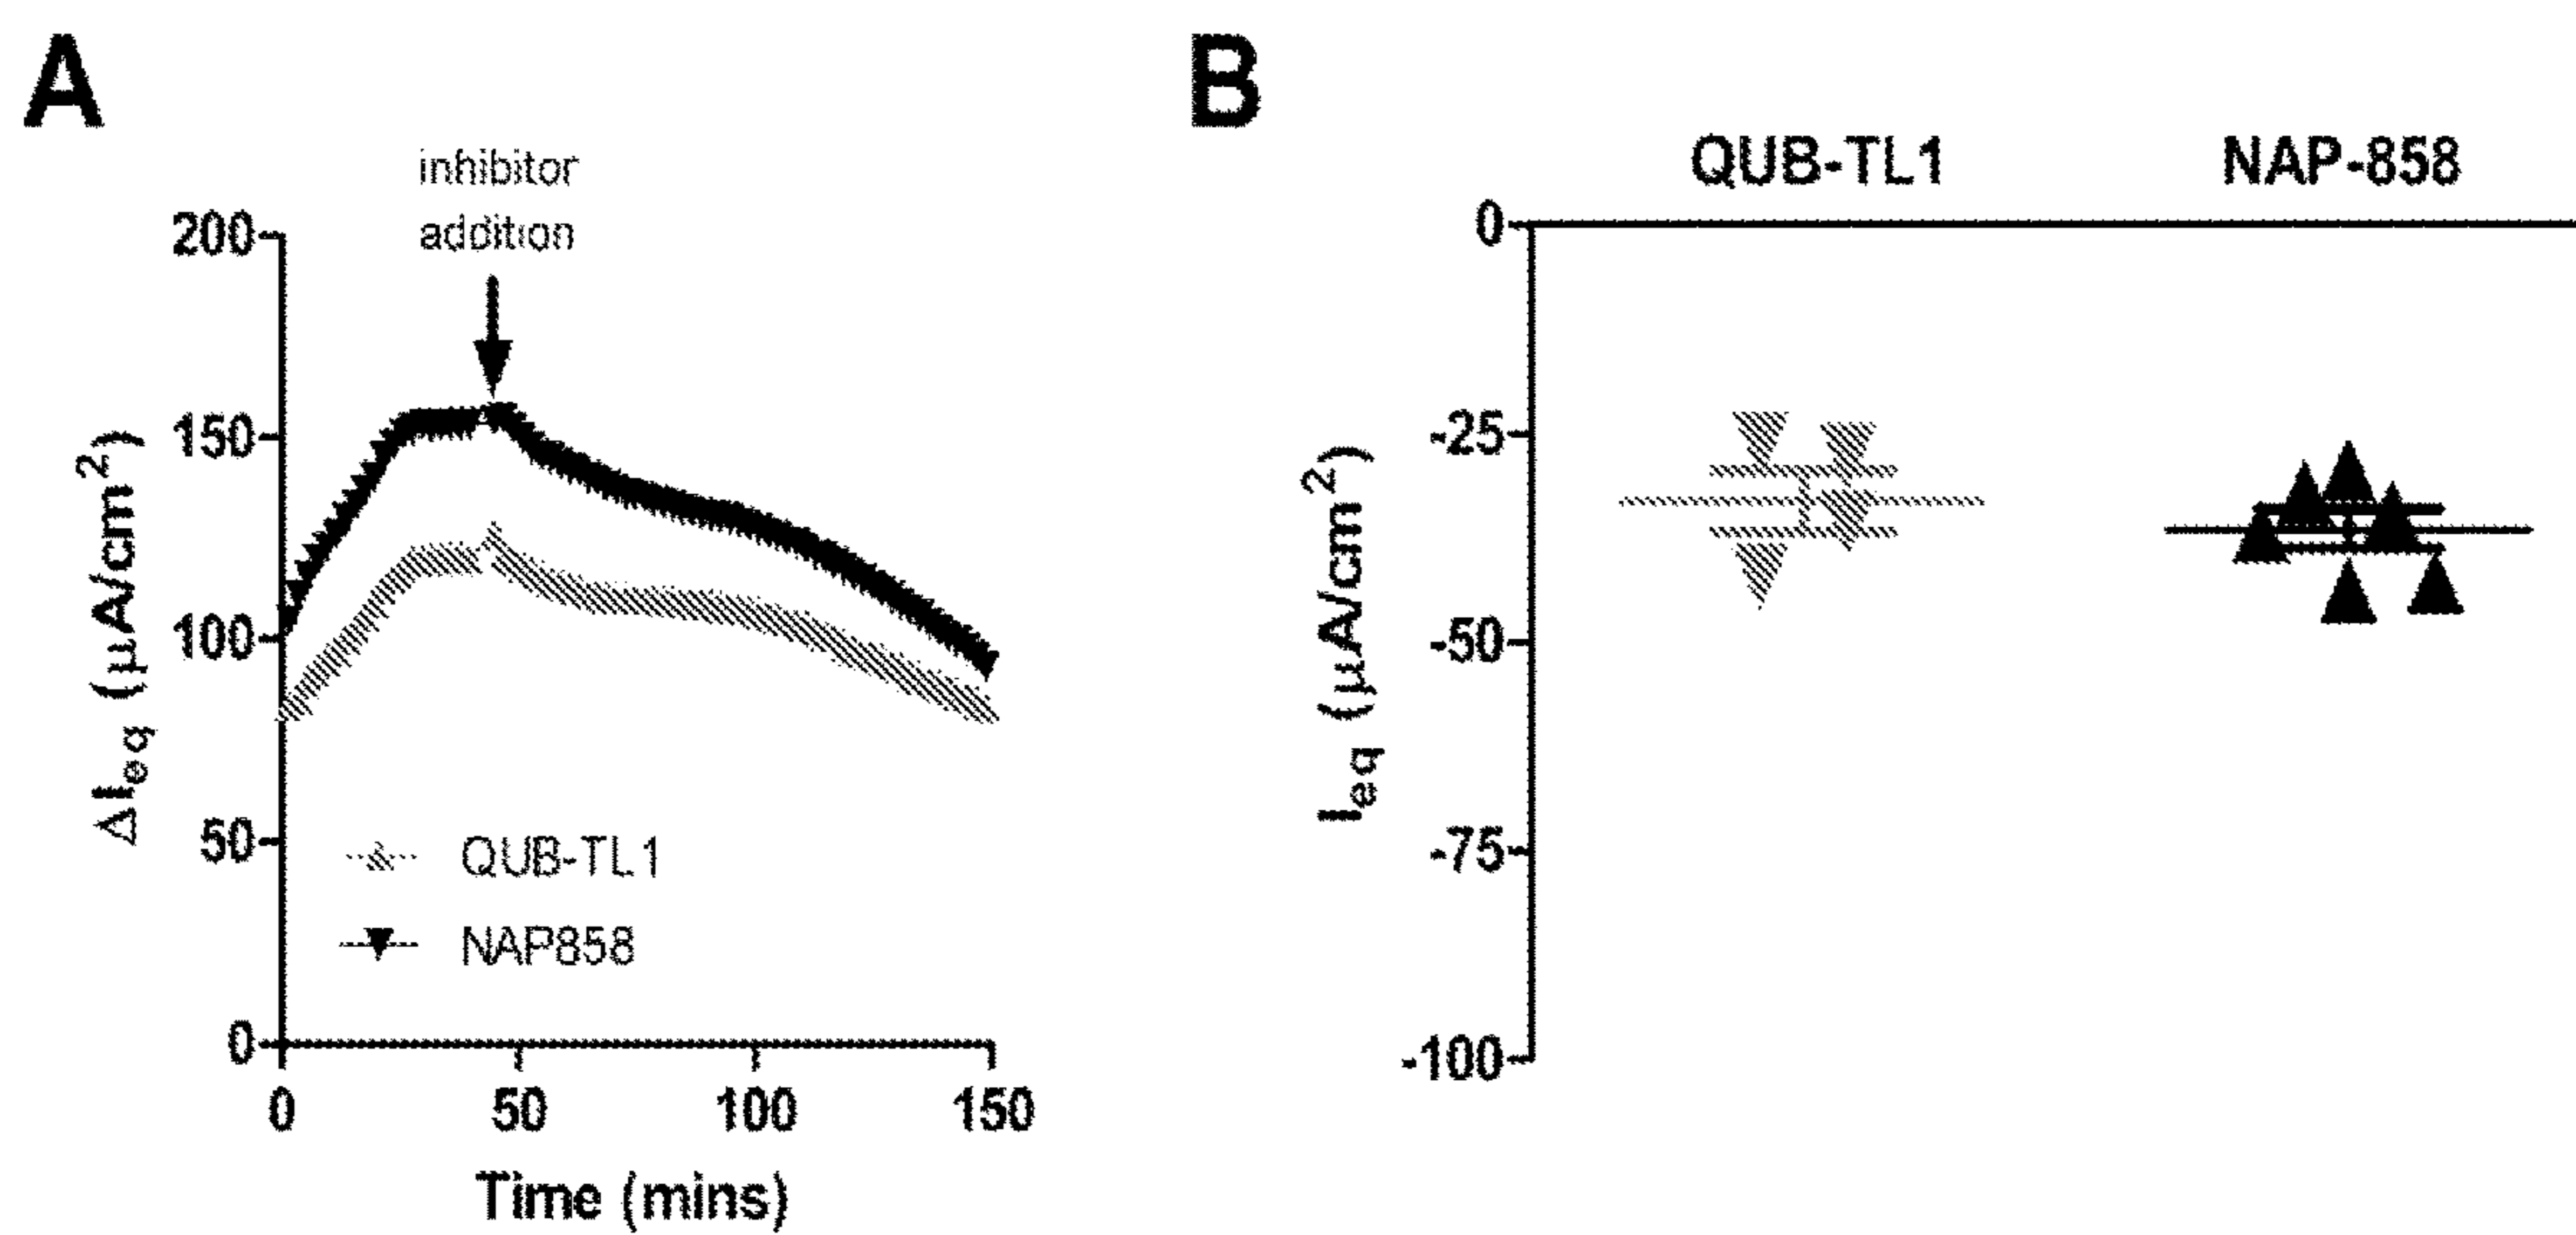 A
inhibitor
addition
200
150
100
50
0
ΔIeq (μA/cm²)
QUB-TL1
NAP858
0 50 100 150
Time (mins)
B
QUB-TL1 NAP-858
0
-25
-50
-75
-100
Ieq (μA/cm²)